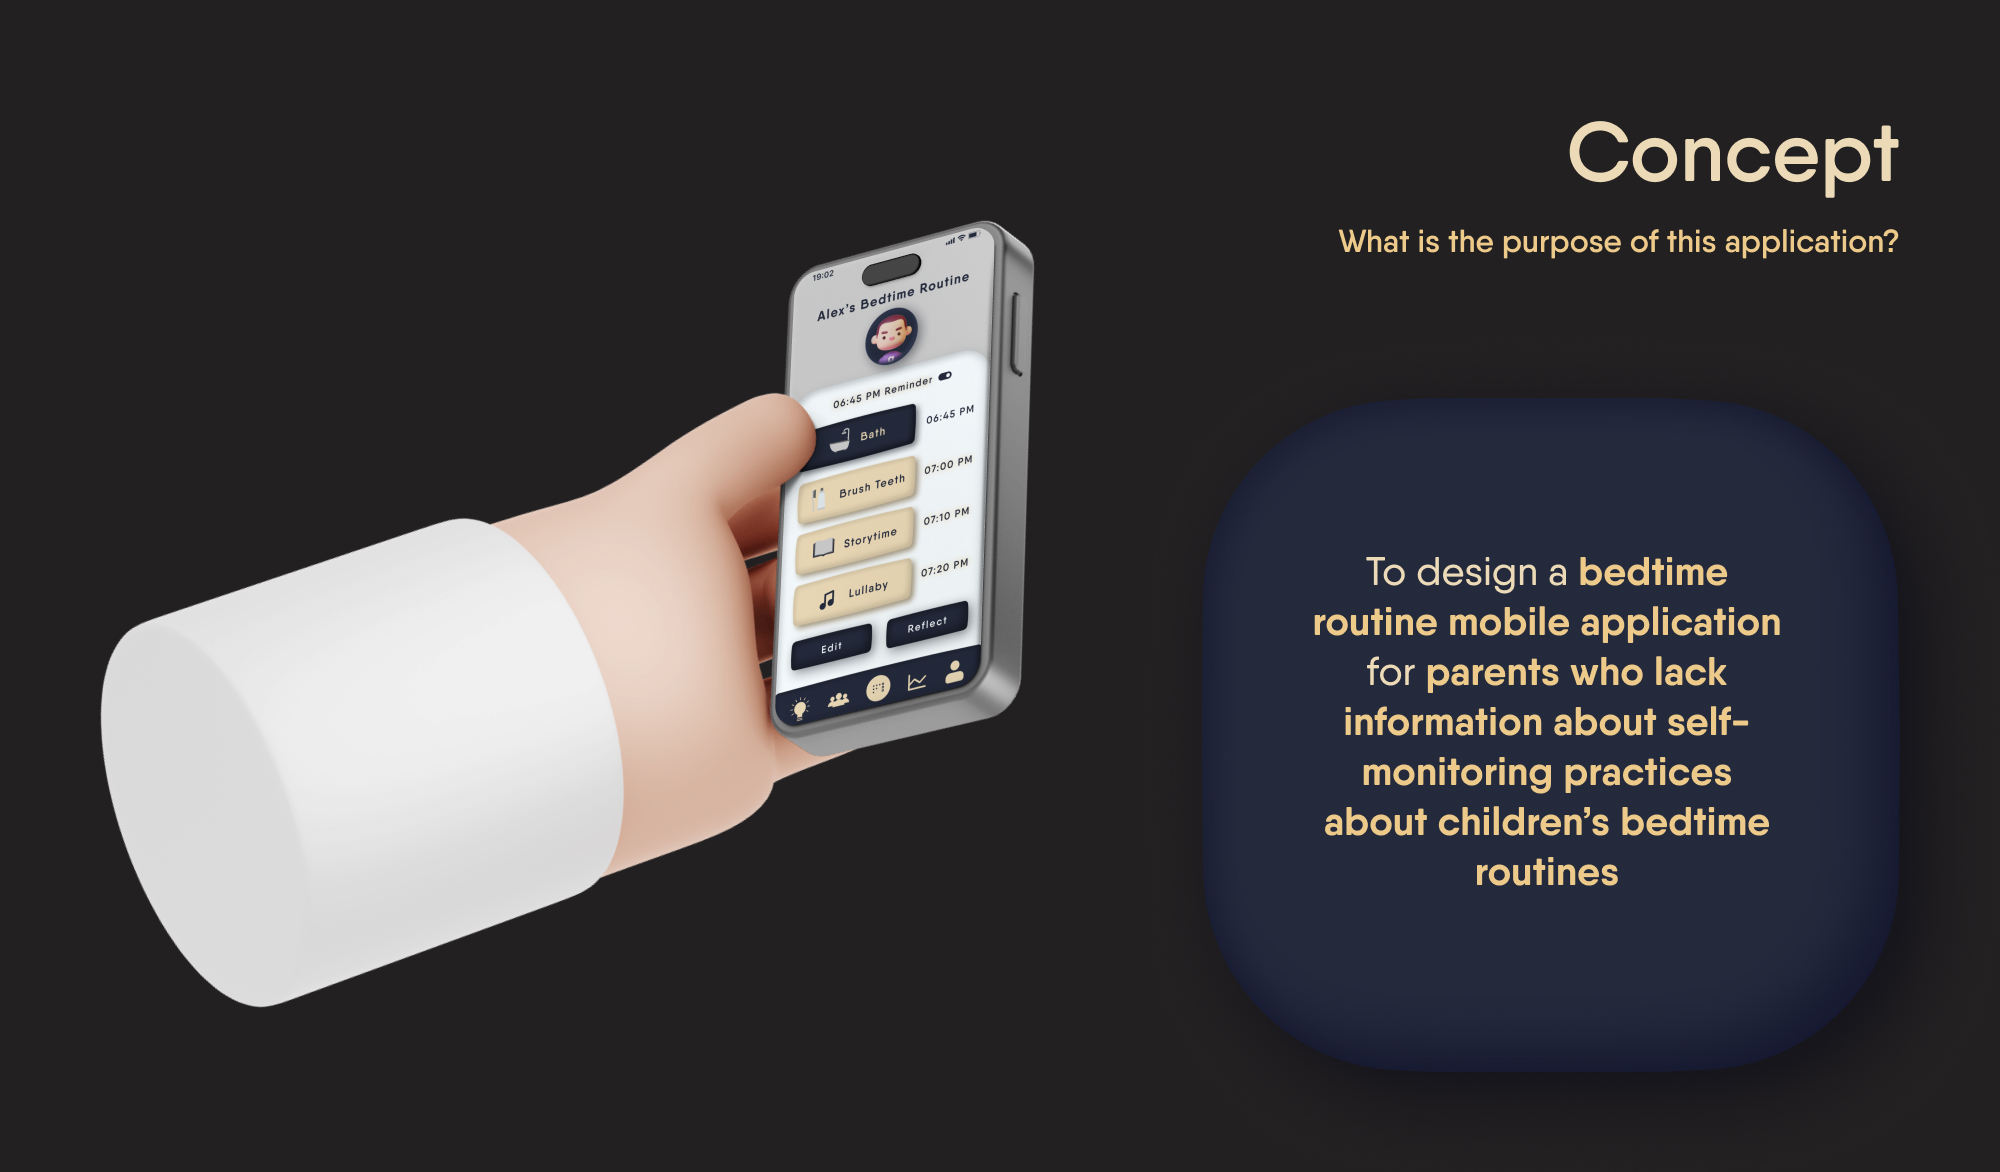 Concept
What is the purpose of this application?
19:02
Alex's Bedtime Routine
06:45 PM Reminder
Bath
06:45 PM
Brush Teeth
07:00 PM
Storytime
07:10 PM
Lullaby
07:20 PM
Edit
Reflect
To design a bedtime
routine mobile application
for parents who lack
information about self-
monitoring practices
about children’s bedtime
routines